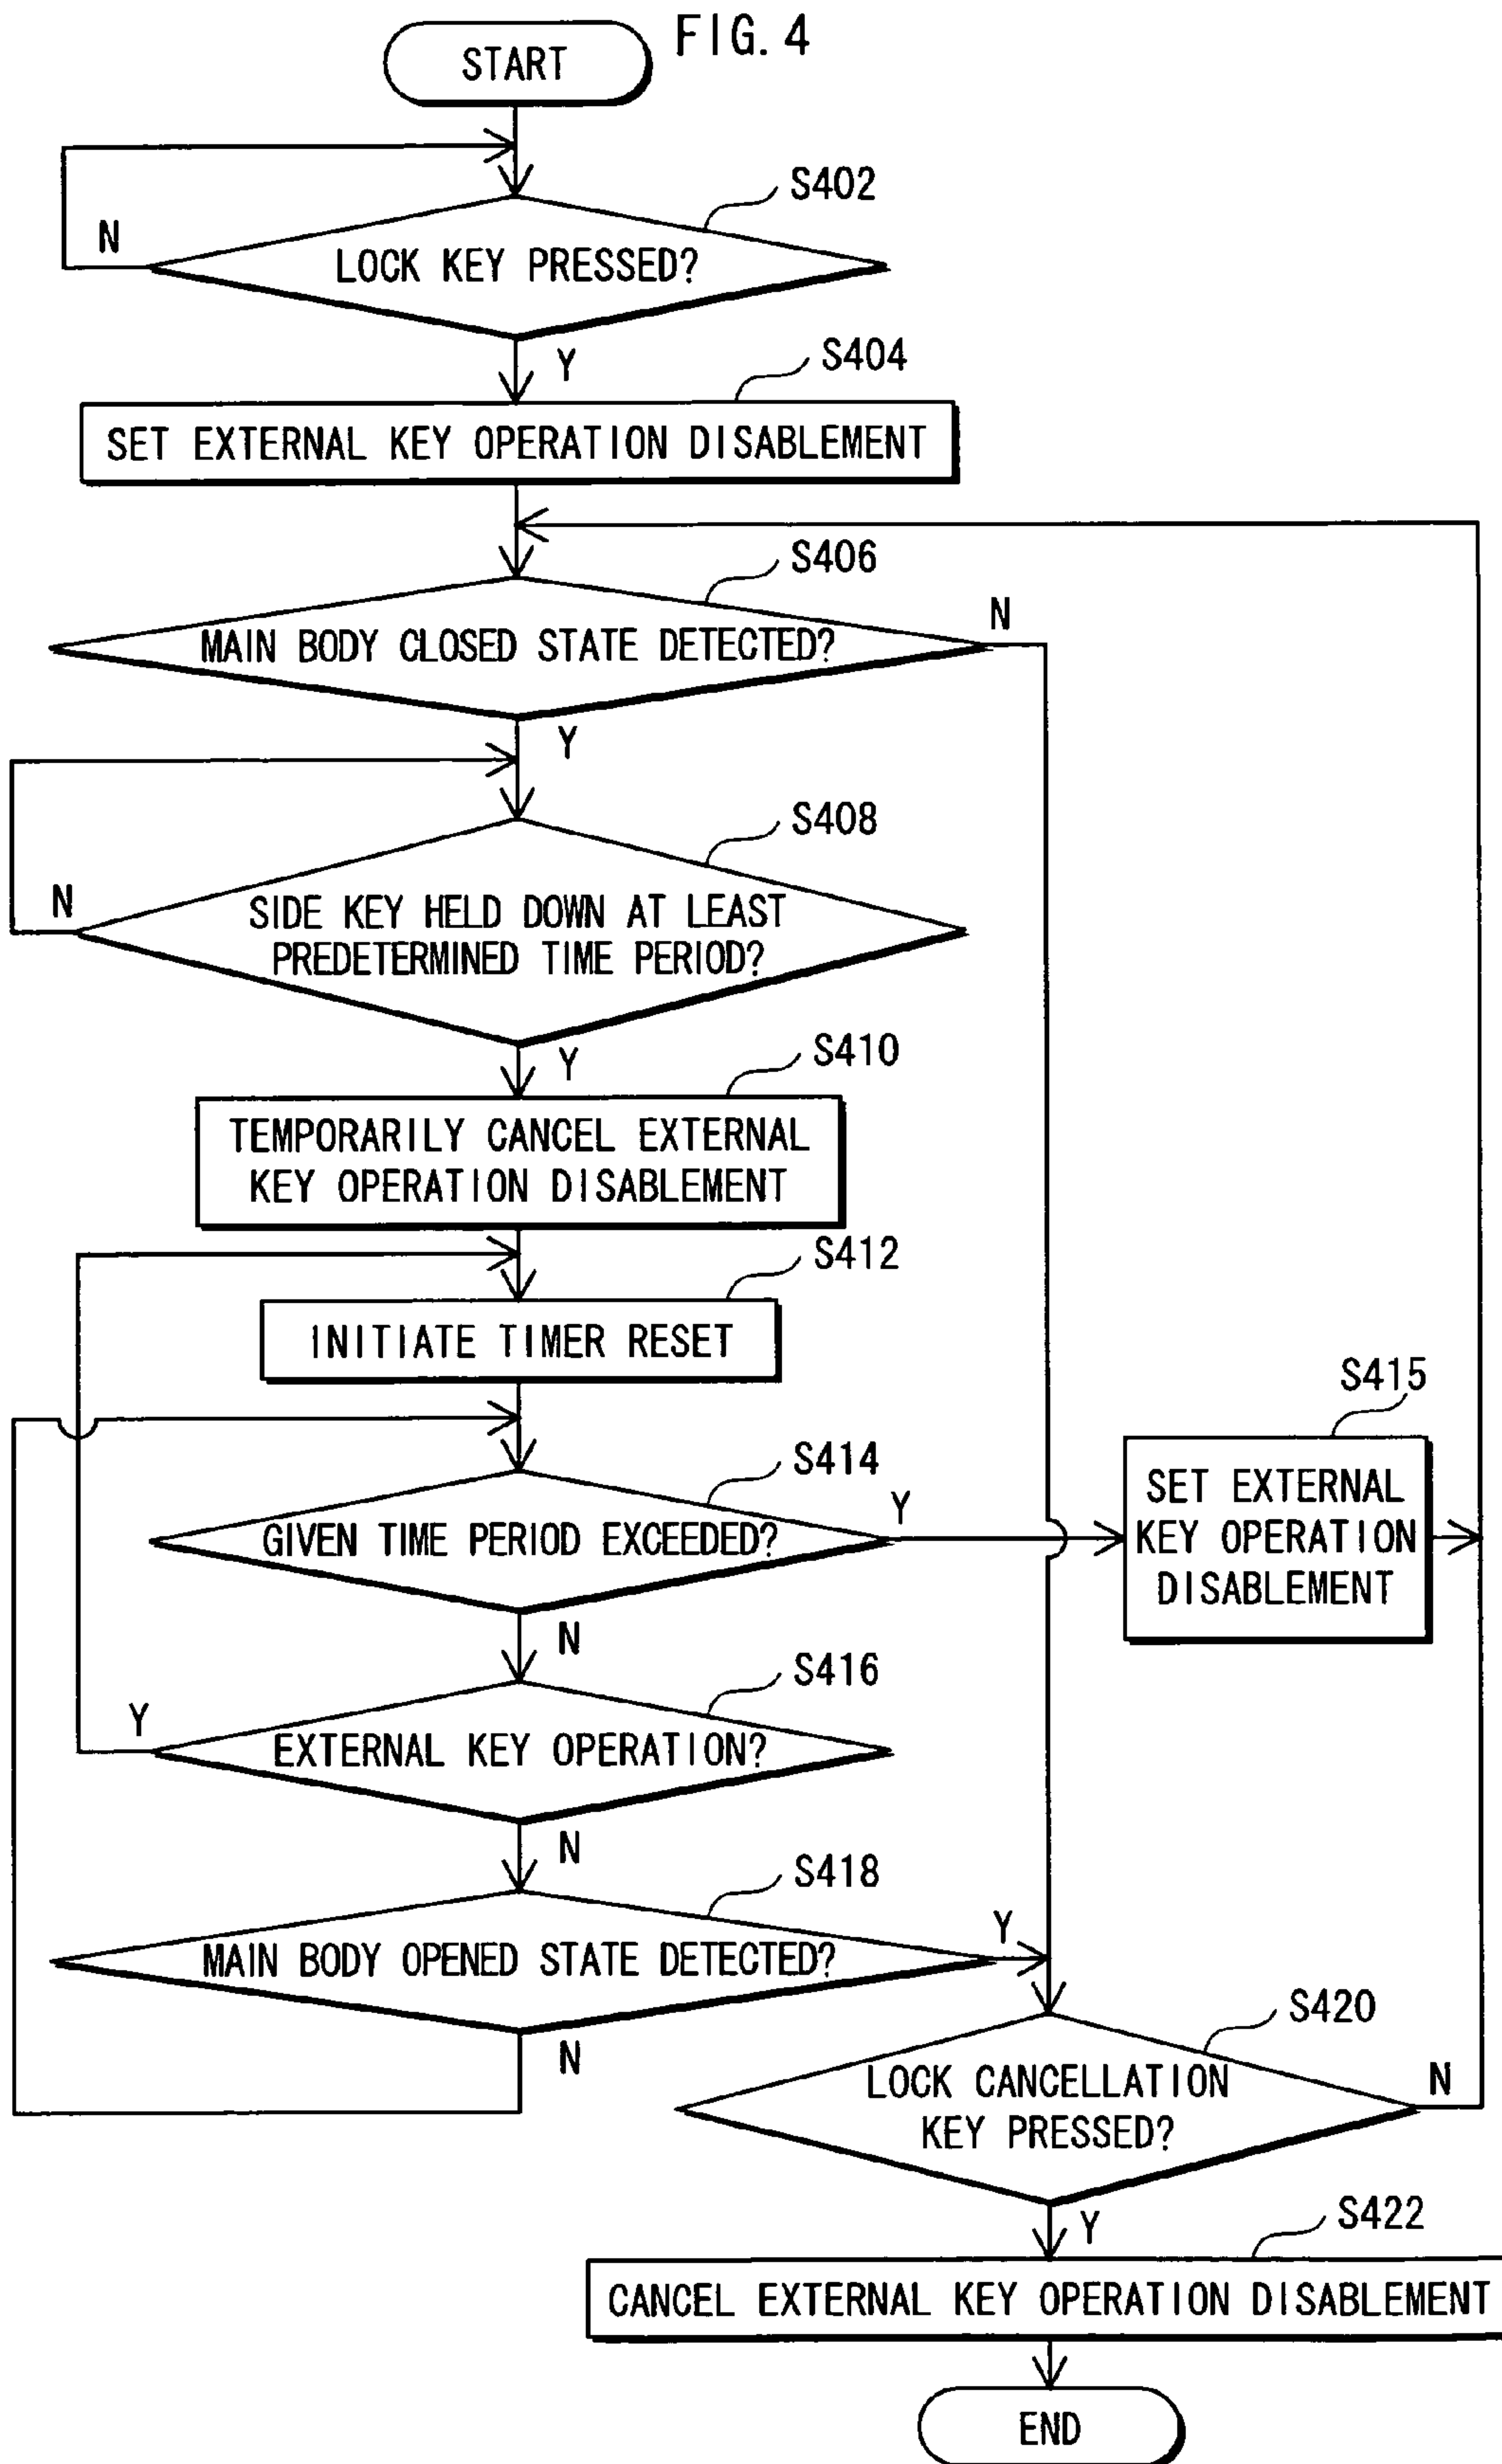 FIG. 4
START
S402
N
LOCK KEY PRESSED?
Y
S404
SET EXTERNAL KEY OPERATION DISABLEMENT
S406
N
MAIN BODY CLOSED STATE DETECTED?
Y
S408
N
SIDE KEY HELD DOWN AT LEAST
PREDETERMINED TIME PERIOD?
Y
S410
TEMPORARILY CANCEL EXTERNAL
KEY OPERATION DISABLEMENT
S412
INITIATE TIMER RESET
S414
Y
GIVEN TIME PERIOD EXCEEDED?
N
S415
SET EXTERNAL
KEY OPERATION
DISABLEMENT
S416
Y
EXTERNAL KEY OPERATION?
N
S418
Y
MAIN BODY OPENED STATE DETECTED?
N
S420
LOCK CANCELLATION
KEY PRESSED?
N
Y
S422
CANCEL EXTERNAL KEY OPERATION DISABLEMENT
END